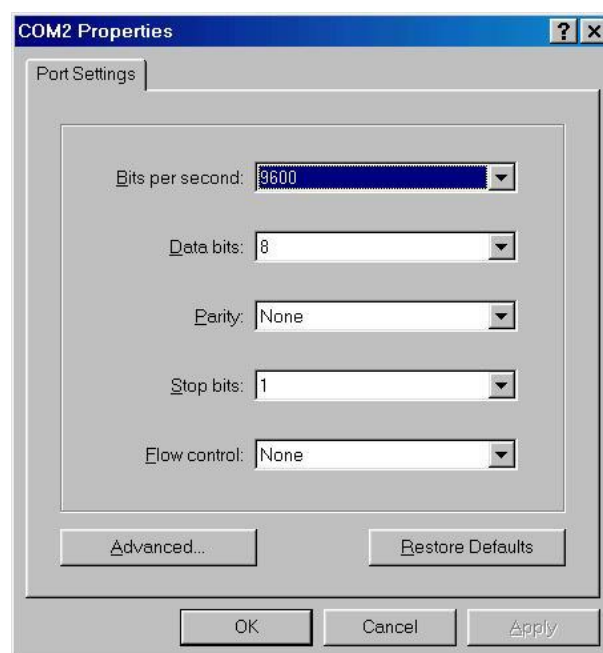 COM2 Properties
Port Settings
Bits per second: 9600
Data bits: 8
Parity: None
Stop bits: 1
Flow control: None
Advanced... Restore Defaults
OK Cancel Apply